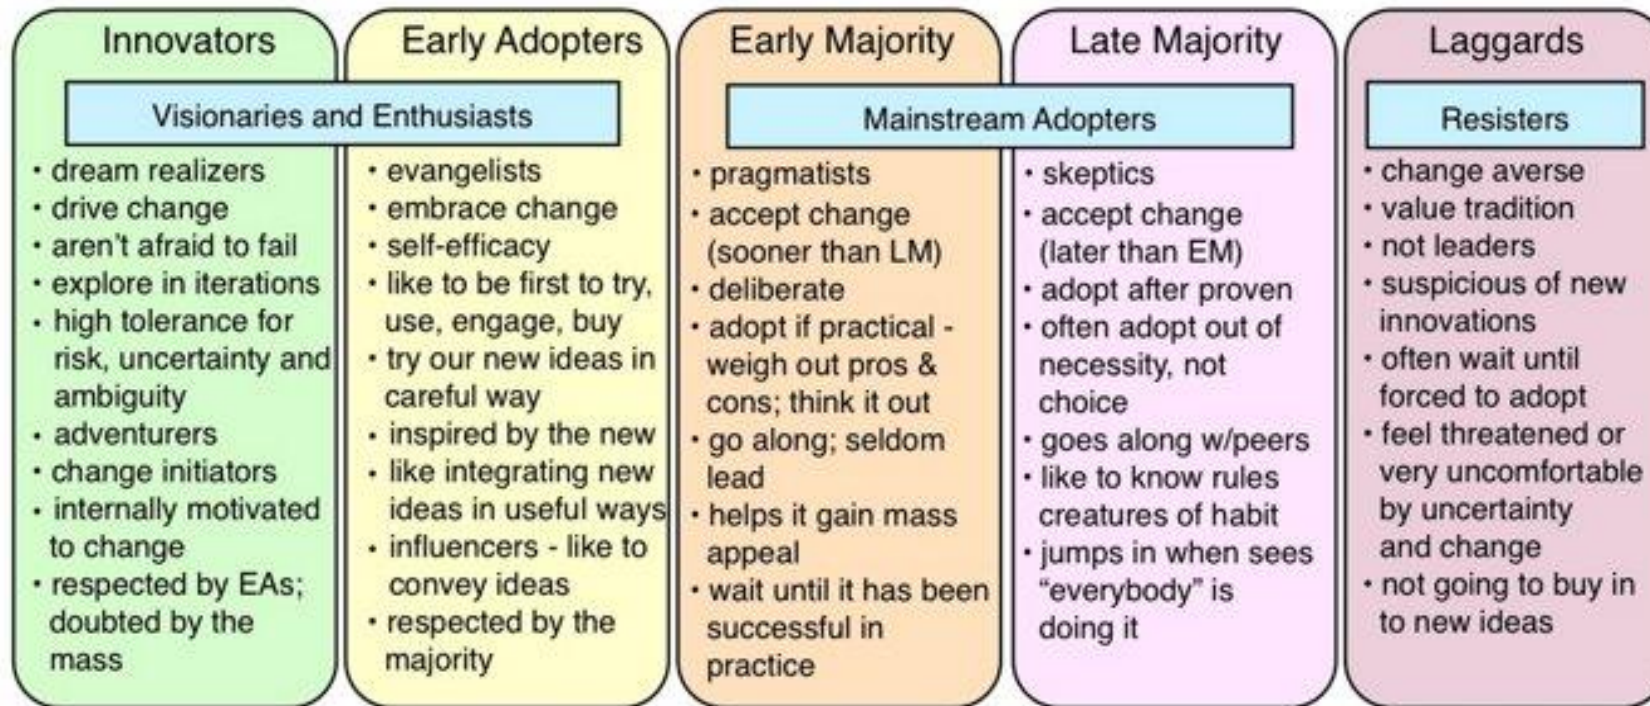 Innovators
Early Adopters
Early Majority
Late Majority
Laggards
Visionaries and Enthusiasts
Mainstream Adopters
Resisters
• dream realizers
• drive change
• aren't afraid to fail
• explore in iterations
• high tolerance for
risk, uncertainty and
ambiguity
• adventurers
• change initiators
• internally motivated
to change
• respected by EAs;
doubted by the
mass
• evangelists
• embrace change
• self-efficacy
• like to be first to try,
use, engage, buy
• try our new ideas in
careful way
• inspired by the new
• like integrating new
ideas in useful ways
• influencers - like to
convey ideas
• respected by the
majority
• pragmatists
• accept change
(sooner than LM)
• deliberate
• adopt if practical -
weigh out pros &
cons; think it out
• go along; seldom
lead
• helps it gain mass
appeal
• wait until it has been
successful in
practice
• skeptics
• accept change
(later than EM)
• adopt after proven
• often adopt out of
necessity, not
choice
• goes along w/peers
• like to know rules
creatures of habit
• jumps in when sees
“everybody” is
doing it
• change averse
• value tradition
• not leaders
• suspicious of new
innovations
• often wait until
forced to adopt
• feel threatened or
very uncomfortable
by uncertainty
and change
• not going to buy in
to new ideas